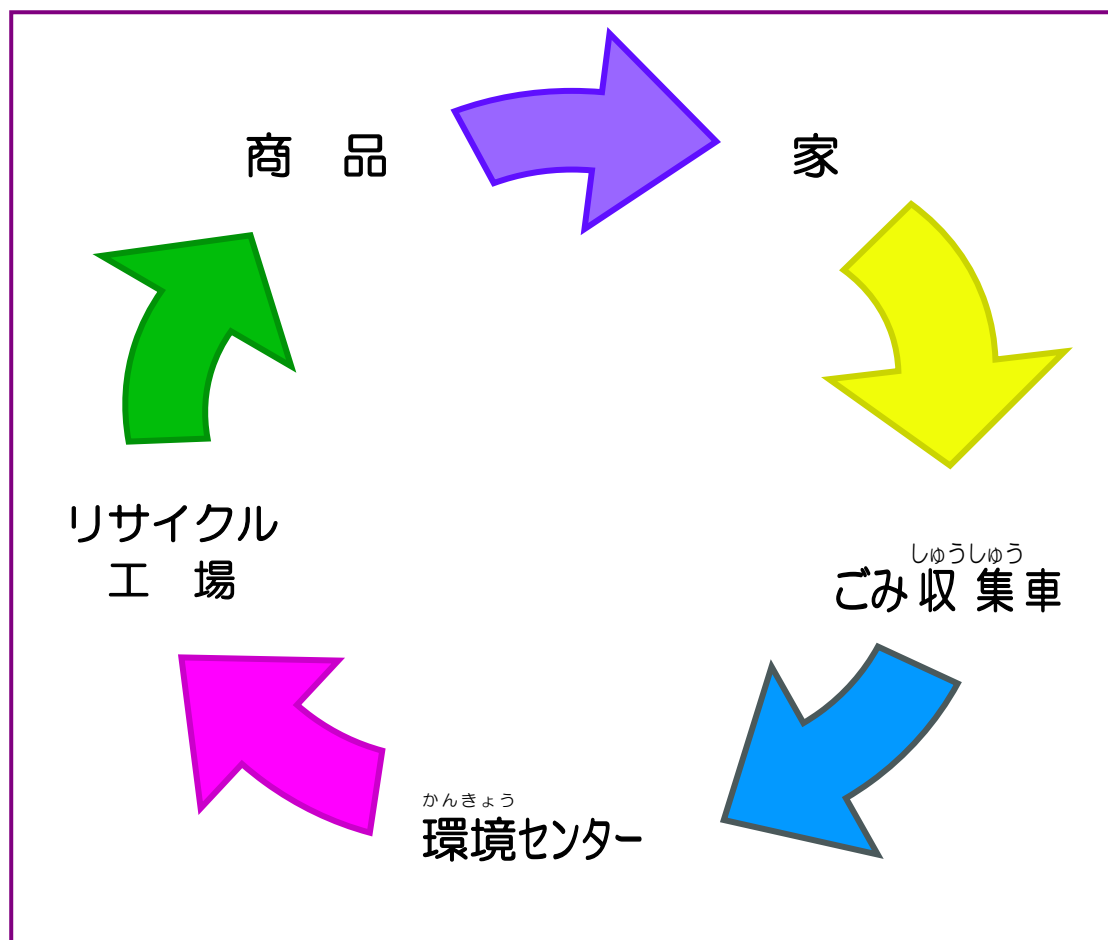 商　品
家
しゅうしゅう
ごみ収集車
かんきょう
環境センター
リサイクル
工　場